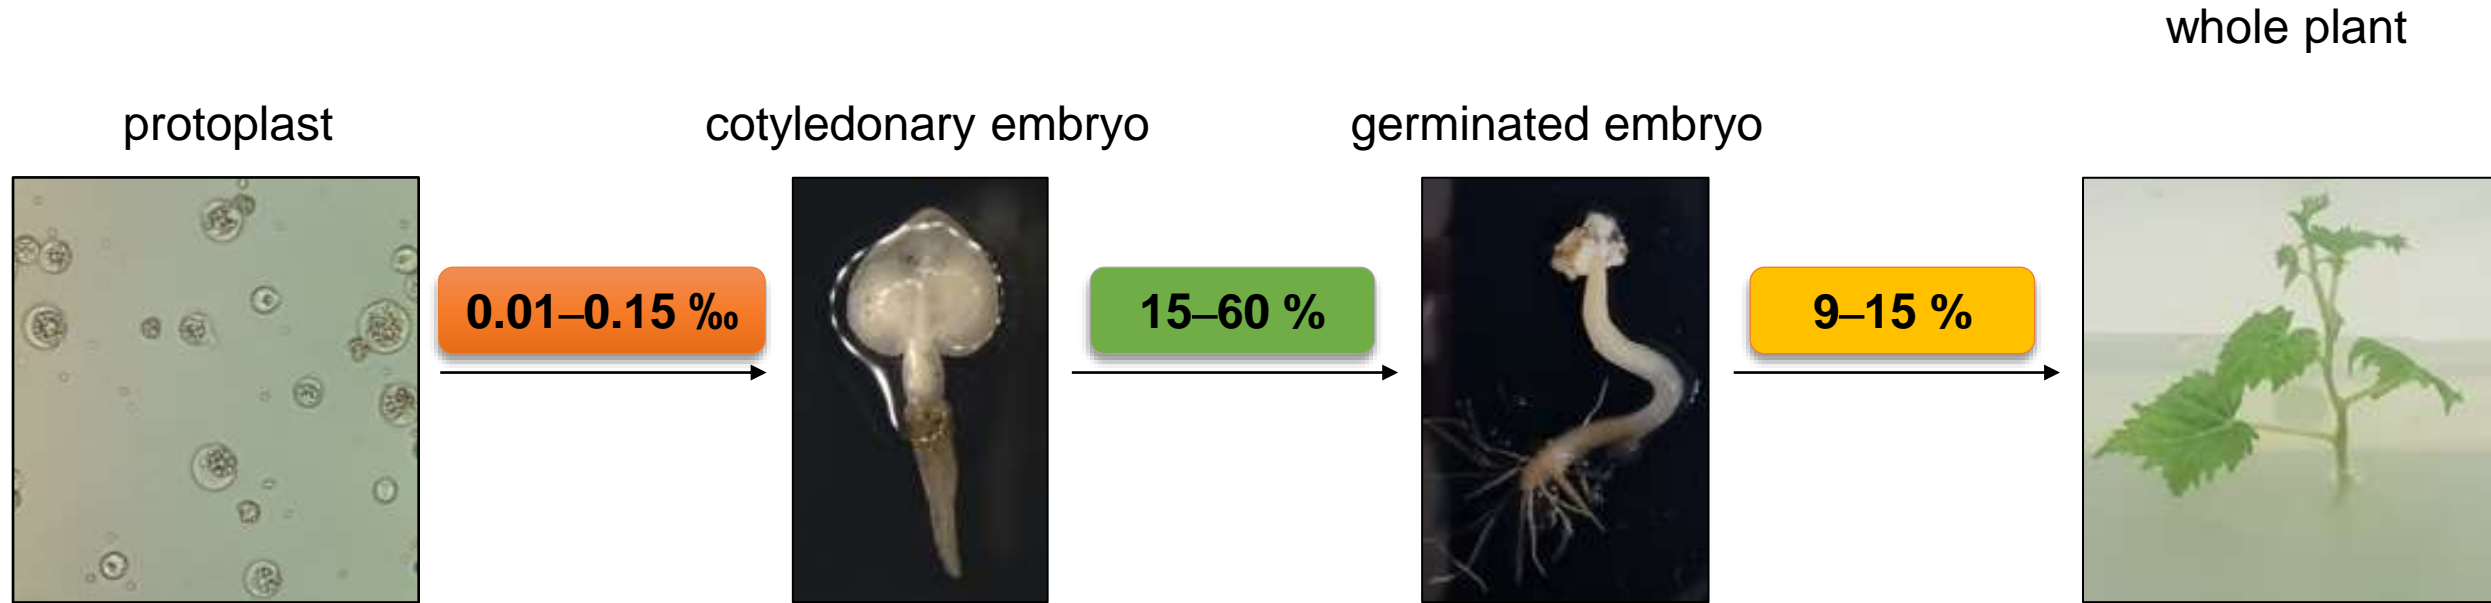 whole plant
protoplast
cotyledonary embryo
germinated embryo
0.01–0.15 ‰
15–60 %
9–15 %